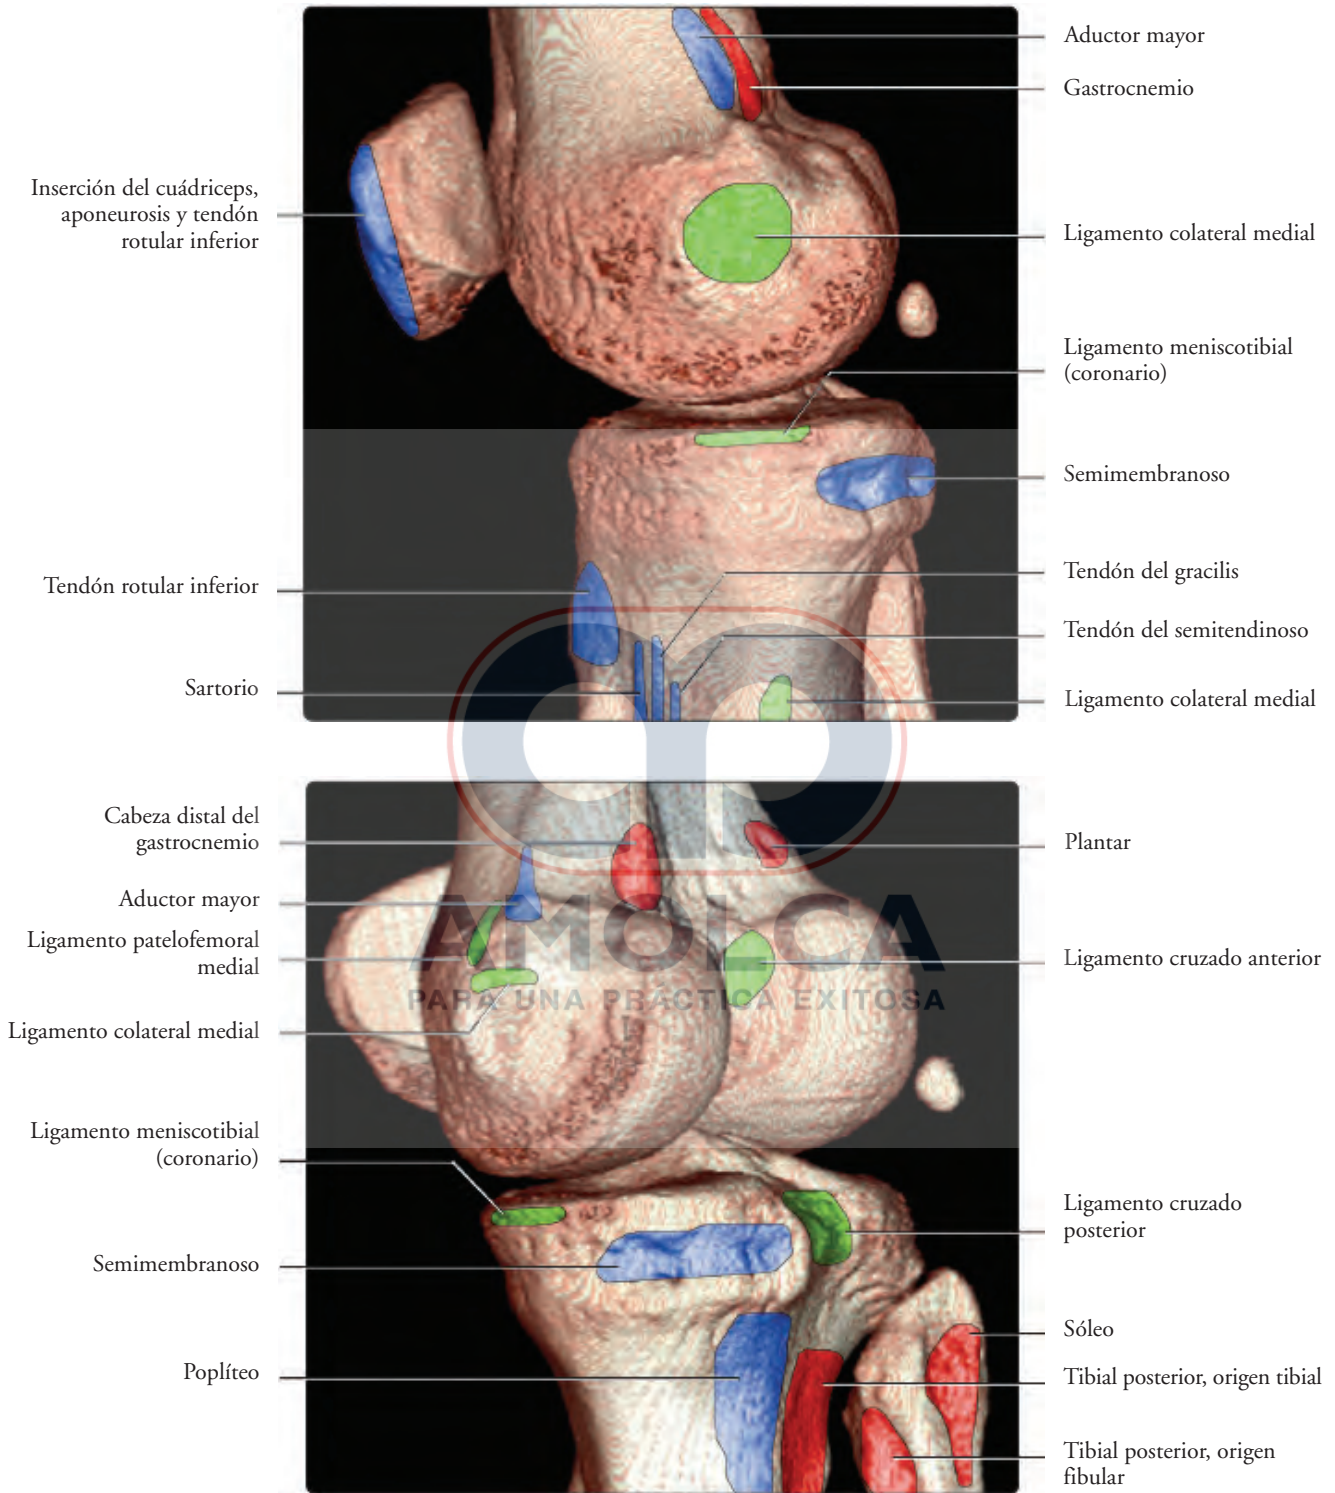 Aductor mayor
Gastrocnemio
Inserción del cuádriceps,
aponeurosis y tendón
rotular inferior
Ligamento colateral medial
Ligamento meniscotibial
(coronario)
Semimembranoso
Tendón del gracilis
Tendón rotular inferior
Tendón del semitendinoso
Sartorio
Ligamento colateral medial
Cabeza distal del
gastrocnemio
Plantar
Aductor mayor
Ligamento patelofemoral
medial
Ligamento cruzado anterior
AMOLCA
PARA UNA PRÁCTICA EXITOSA
Ligamento colateral medial
Ligamento meniscotibial
(coronario)
Ligamento cruzado
posterior
Semimembranoso
Sóleo
Poplíteo
Tibial posterior, origen tibial
Tibial posterior, origen
fibular